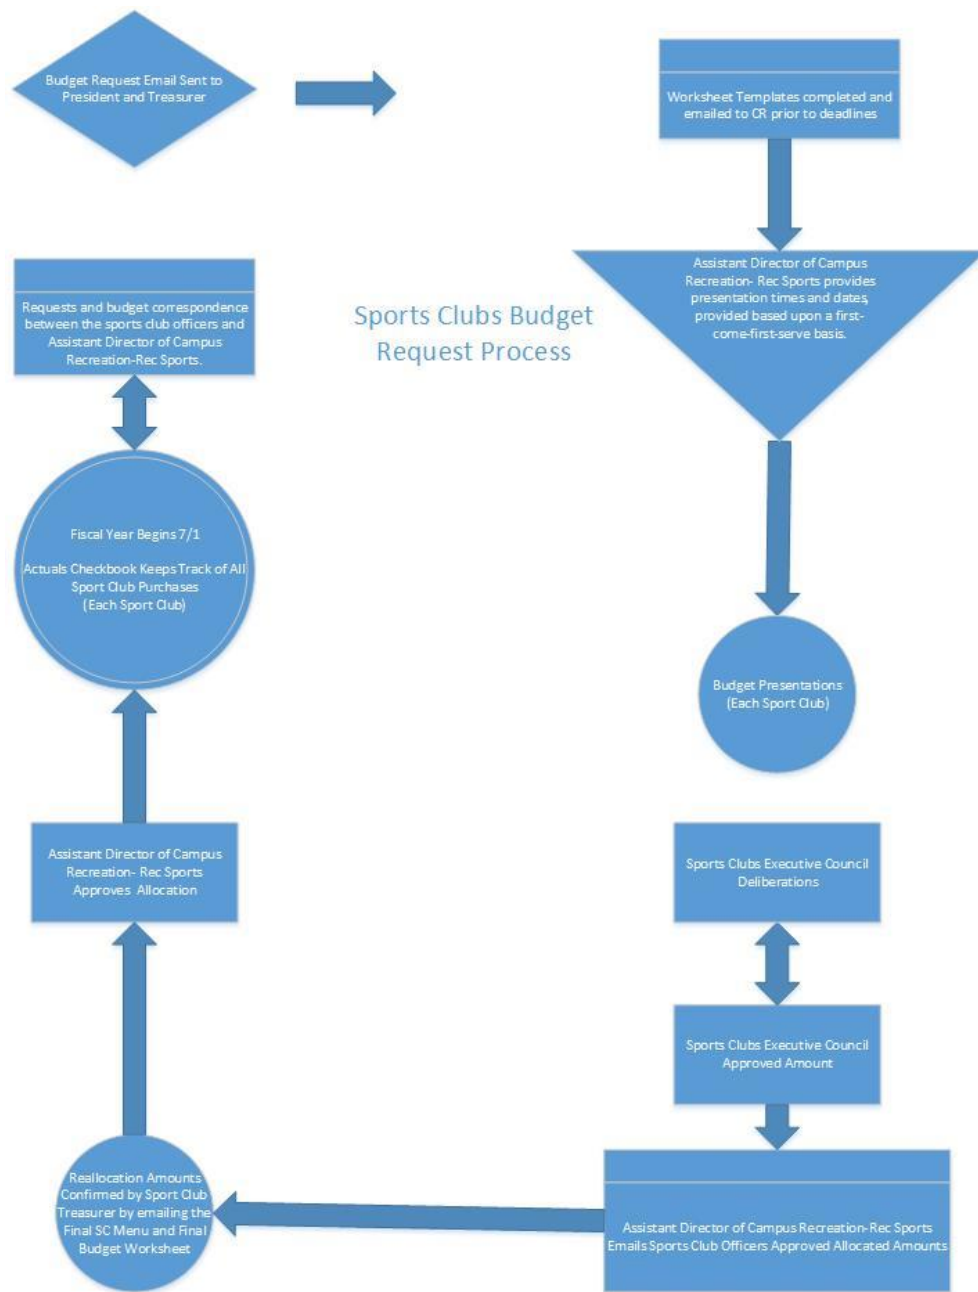 Budget Request Email Sent to
President and Treasurer
Worksheet Templates completed and
emailed to CR prior to deadlines
Assistant Director of Campus
Recreation- Rec Sports provides
presentation times and dates,
provided based upon a first-
come-first-serve basis.
Requests and budget correspondence
between the sports club officers and
Assistant Director of Campus
Recreation-Rec Sports.
Sports Clubs Budget
Request Process
Fiscal Year Begins 7/1
Actuals Checkbook Keeps Track of All
Sport Club Purchases
(Each Sport Club)
Budget Presentations
(Each Sport Club)
Assistant Director of Campus
Recreation- Rec Sports
Approves Allocation
Sports Clubs Executive Council
Deliberations
Sports Clubs Executive Council
Approved Amount
Reallocation Amounts
Confirmed by Sport Club
Treasurer by emailing the
Final SC Menu and Final
Budget Worksheet
Assistant Director of Campus Recreation-Rec Sports
Emails Sports Club Officers Approved Allocated Amounts